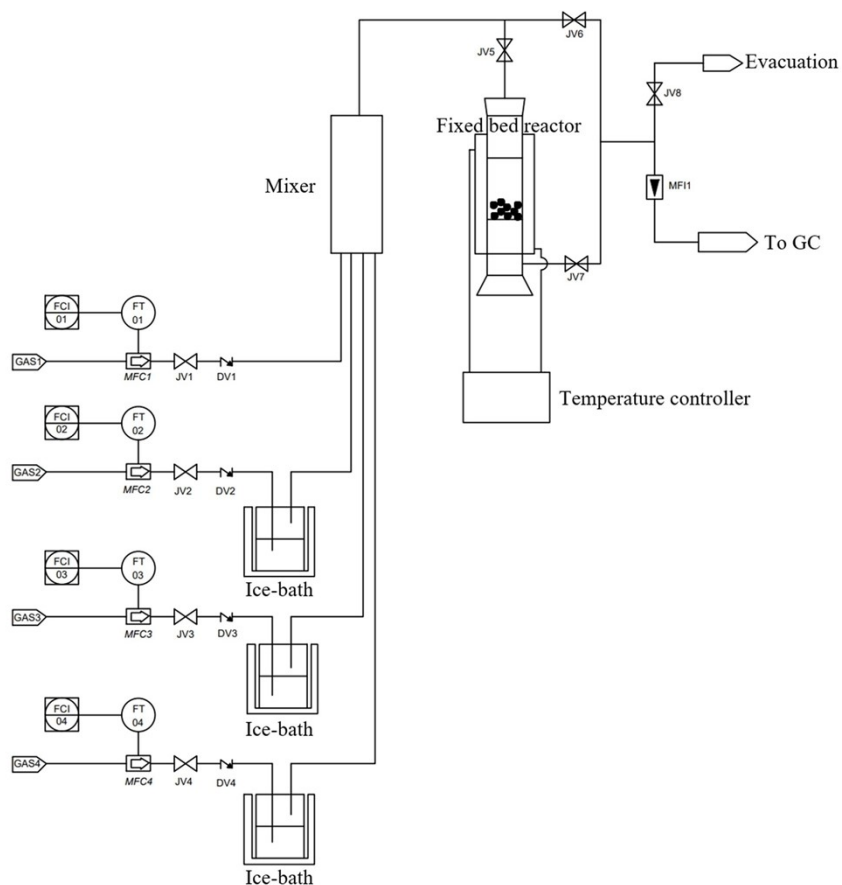 JV6
JV5
Evacuation
JV8
Fixed bed reactor
Mixer
MFI1
To GC
JV7
FCI
01
FT
01
GAS1
MFC1
JV1
DV1
Temperature controller
FCI
02
FT
02
GAS2
MFC2
JV2
DV2
Ice-bath
FCI
03
FT
03
GAS3
MFC3
JV3
DV3
Ice-bath
FCI
04
FT
04
GAS4
MFC4
JV4
DV4
Ice-bath